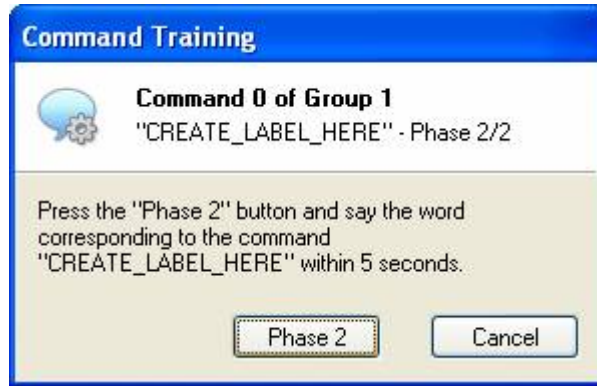 Command Training
Command 0 of Group 1
"CREATE_LABEL_HERE" - Phase 2/2
Press the "Phase 2" button and say the word
corresponding to the command
"CREATE_LABEL_HERE" within 5 seconds.
Phase 2
Cancel